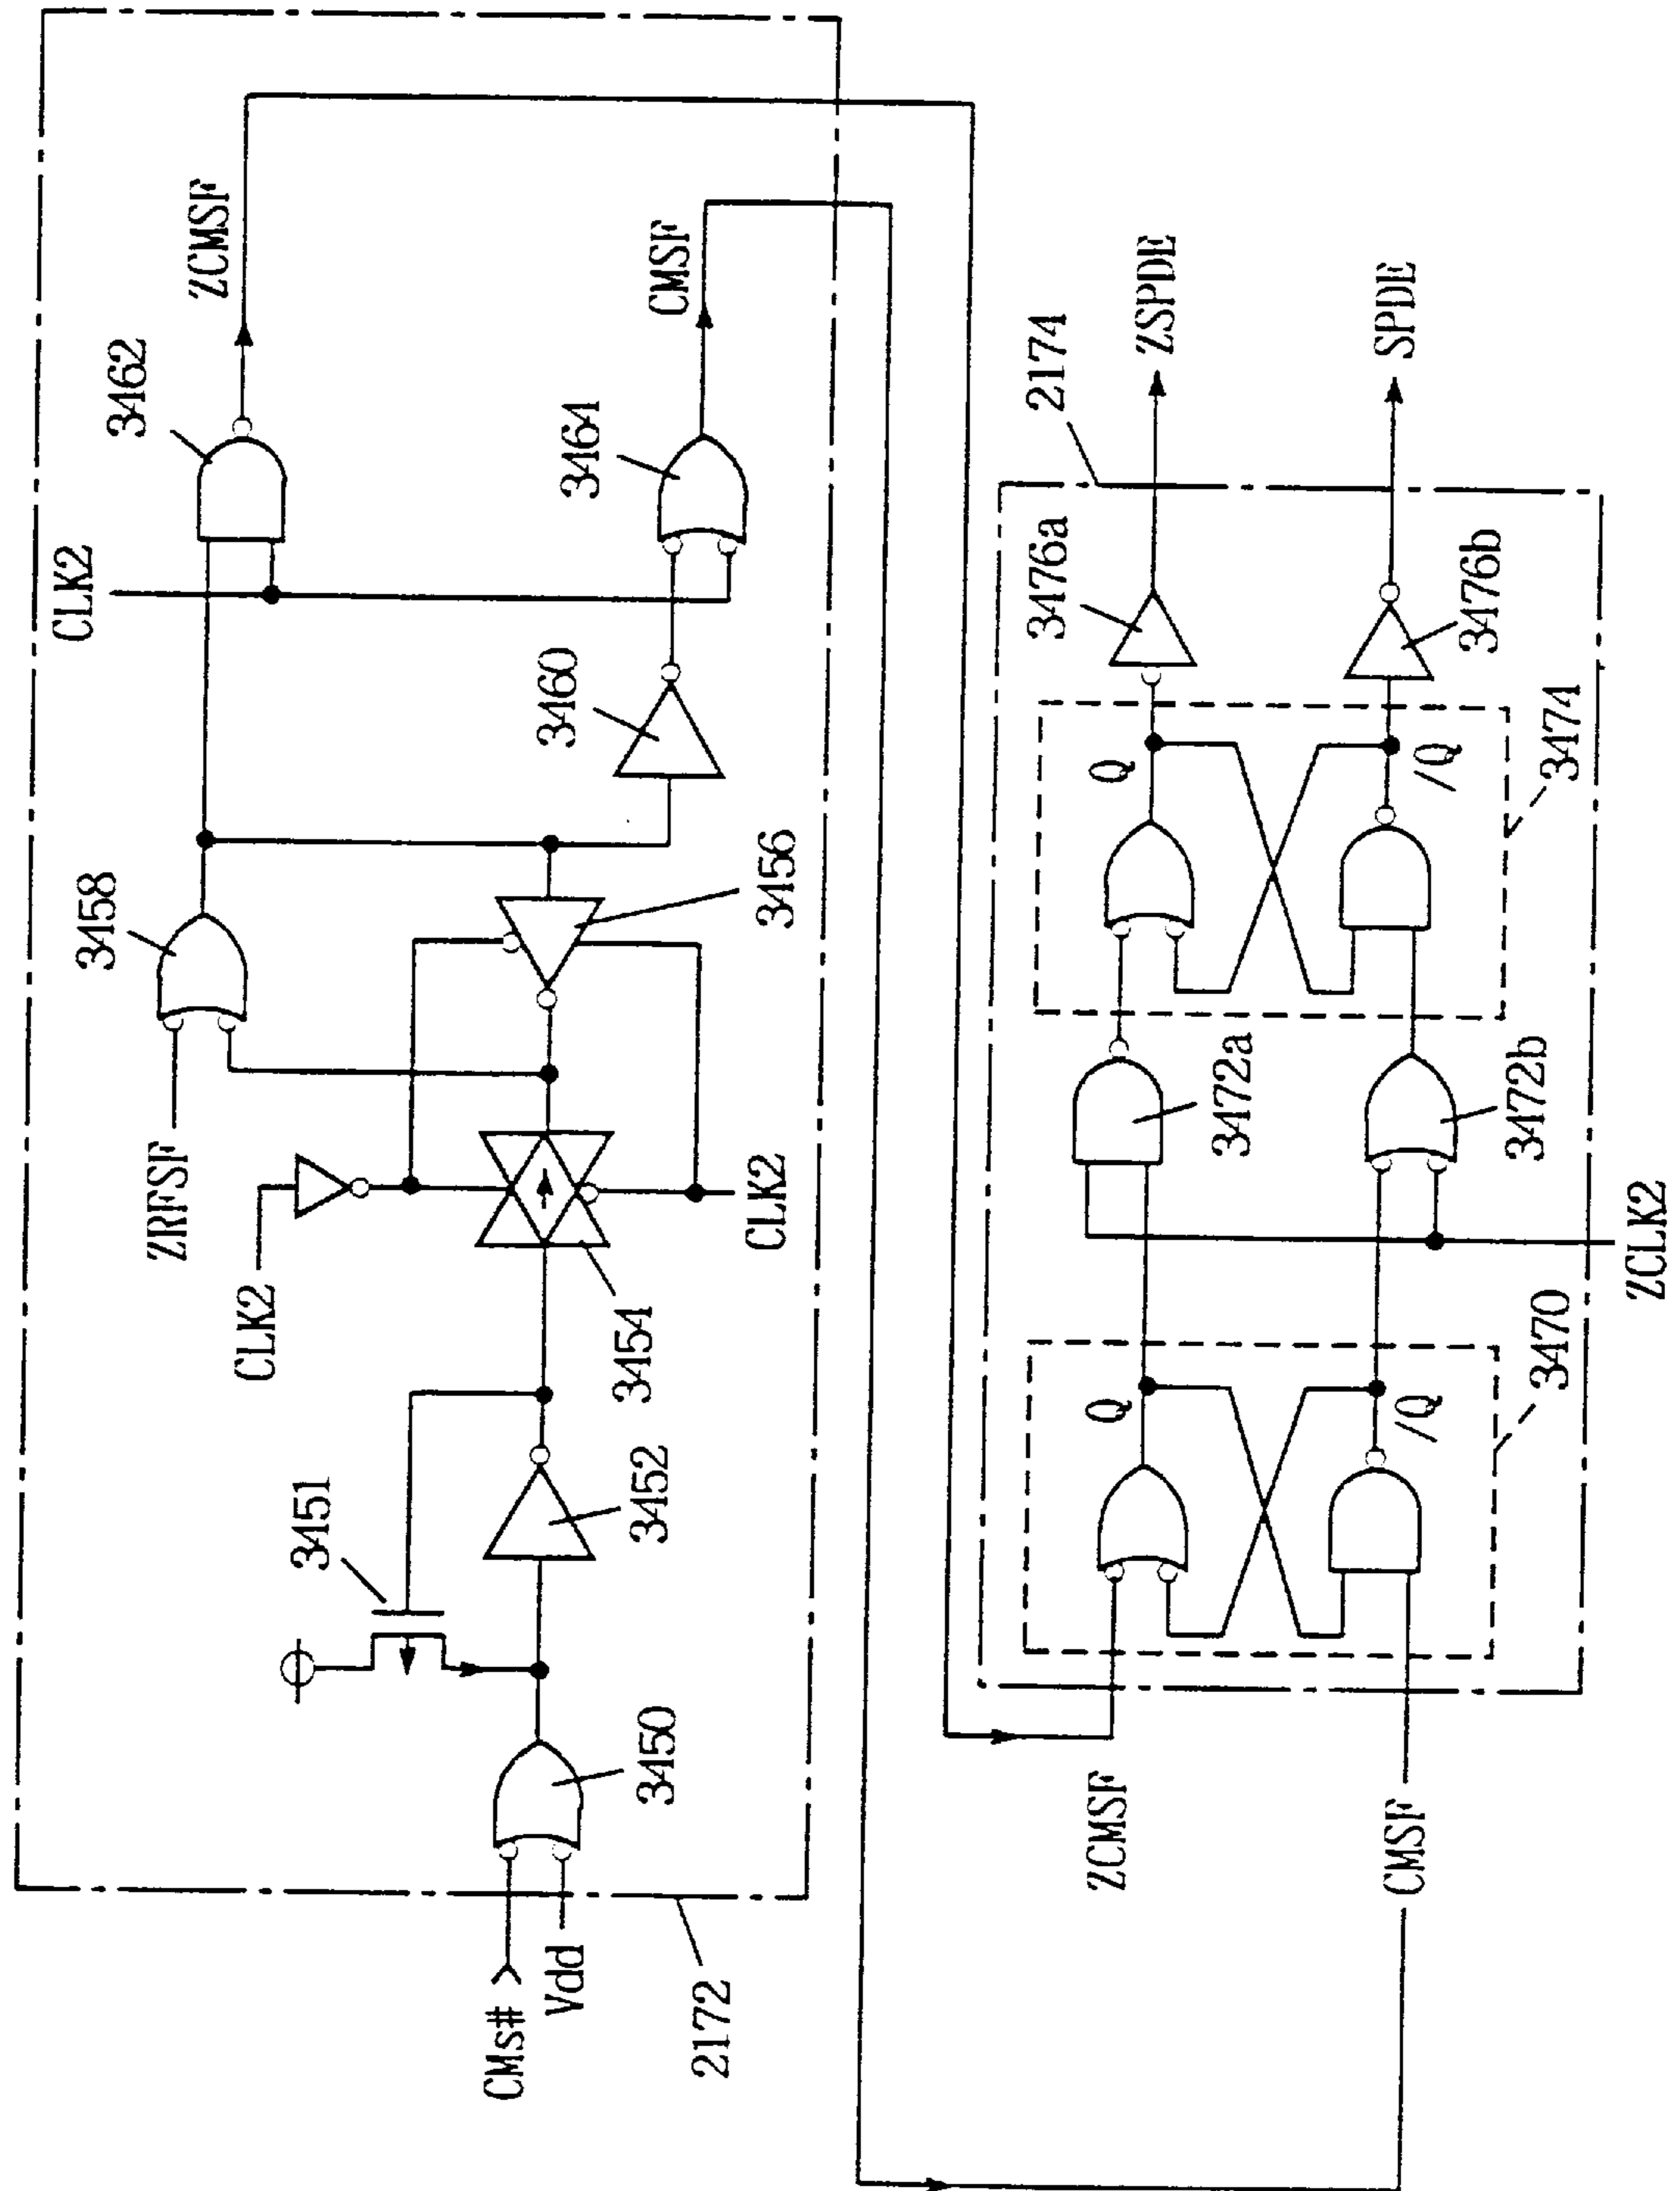 CMs#
Vdd
2172
3450
3451
3452
CLK2
3454
CLK2
ZRFSF
3458
3456
3460
CLK2
3462
3464
ZCMSF
CMSF
ZCMSF
CMSF
Q
/Q
3470
ZCLK2
3472a
3472b
Q
/Q
3474
3476a
3476b
2174
ZSPDE
SPDE